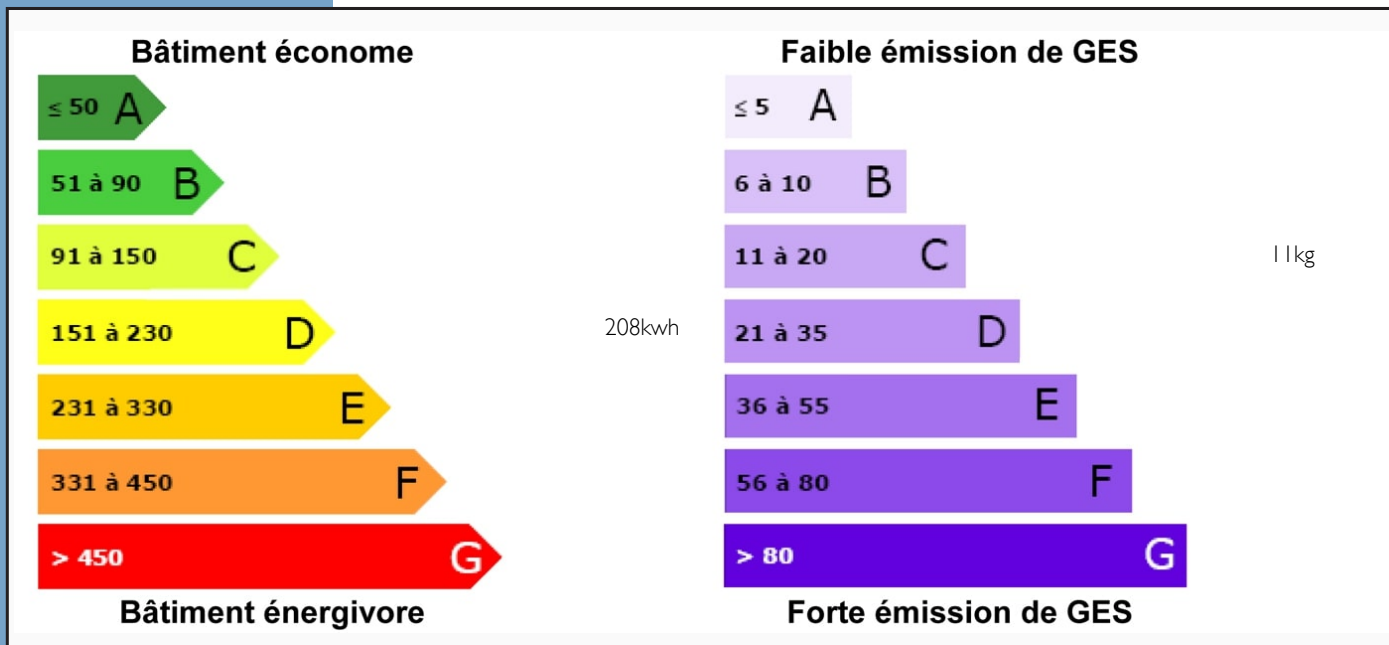 Bâtiment économe
≤ 50 A
51 à 90 B
91 à 150 C
151 à 230 D
208kwh
231 à 330 E
331 à 450 F
> 450 G
Bâtiment énergivore
Faible émission de GES
≤ 5 A
6 à 10 B
11 à 20 C
11kg
21 à 35 D
36 à 55 E
56 à 80 F
> 80 G
Forte émission de GES